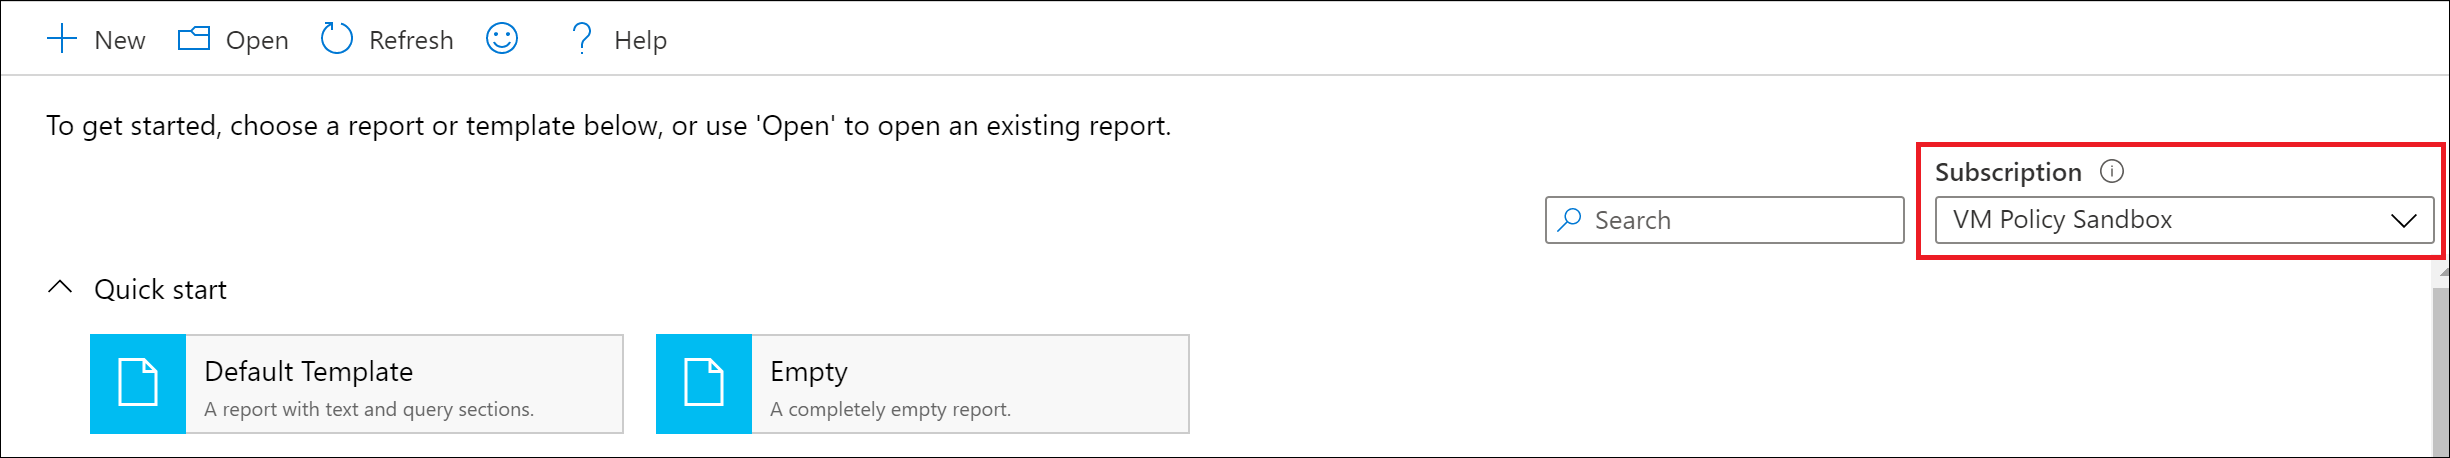 New Open Refresh Help
To get started, choose a report or template below, or use 'Open' to open an existing report.
Subscription
Search
VM Policy Sandbox
Quick start
Default Template
A report with text and query sections.
Empty
A completely empty report.